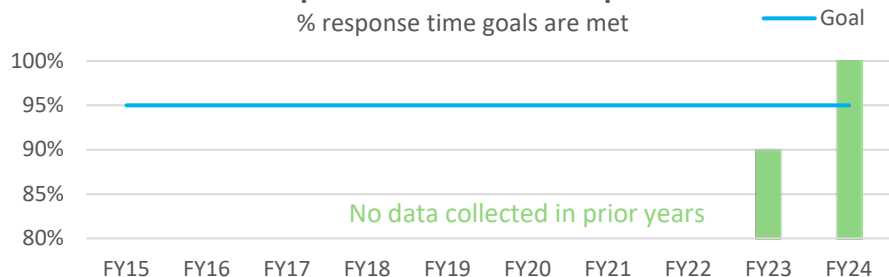 % response time goals are met
Goal
100%
95%
90%
85%
80%
No data collected in prior years
FY15 FY16 FY17 FY18 FY19 FY20 FY21 FY22 FY23 FY24